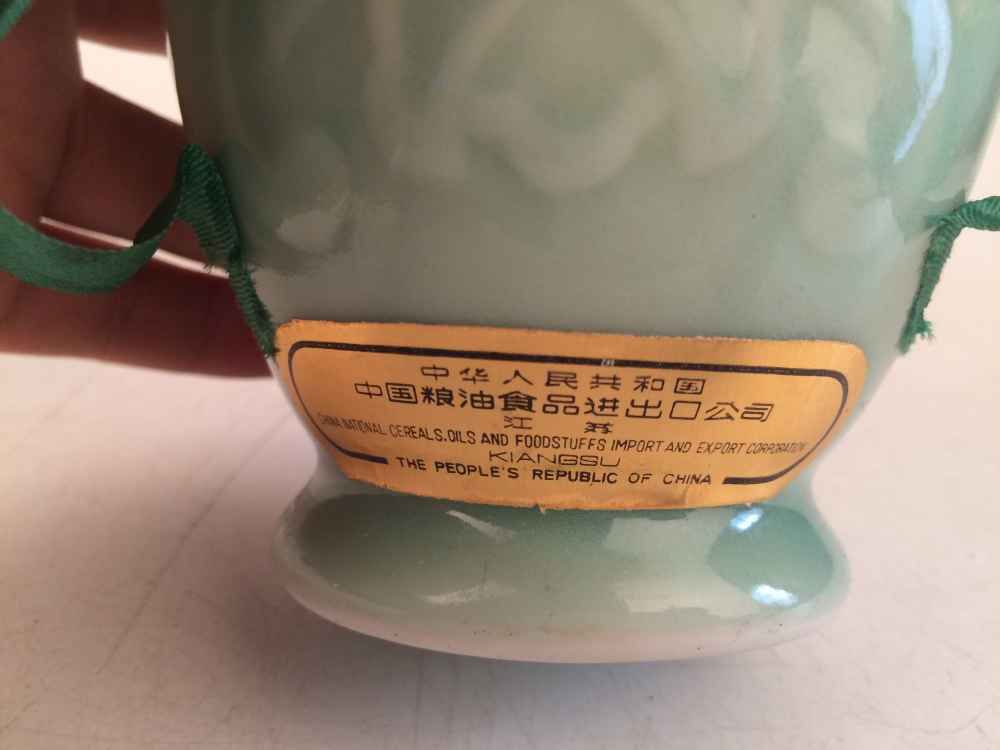 中华人民共和国
中国粮油食品进出口公司
江苏
CHINA NATIONAL CEREALS, OILS AND FOODSTUFFS IMPORT AND EXPORT CORPORATION
KIANGSU
THE PEOPLE'S REPUBLIC OF CHINA